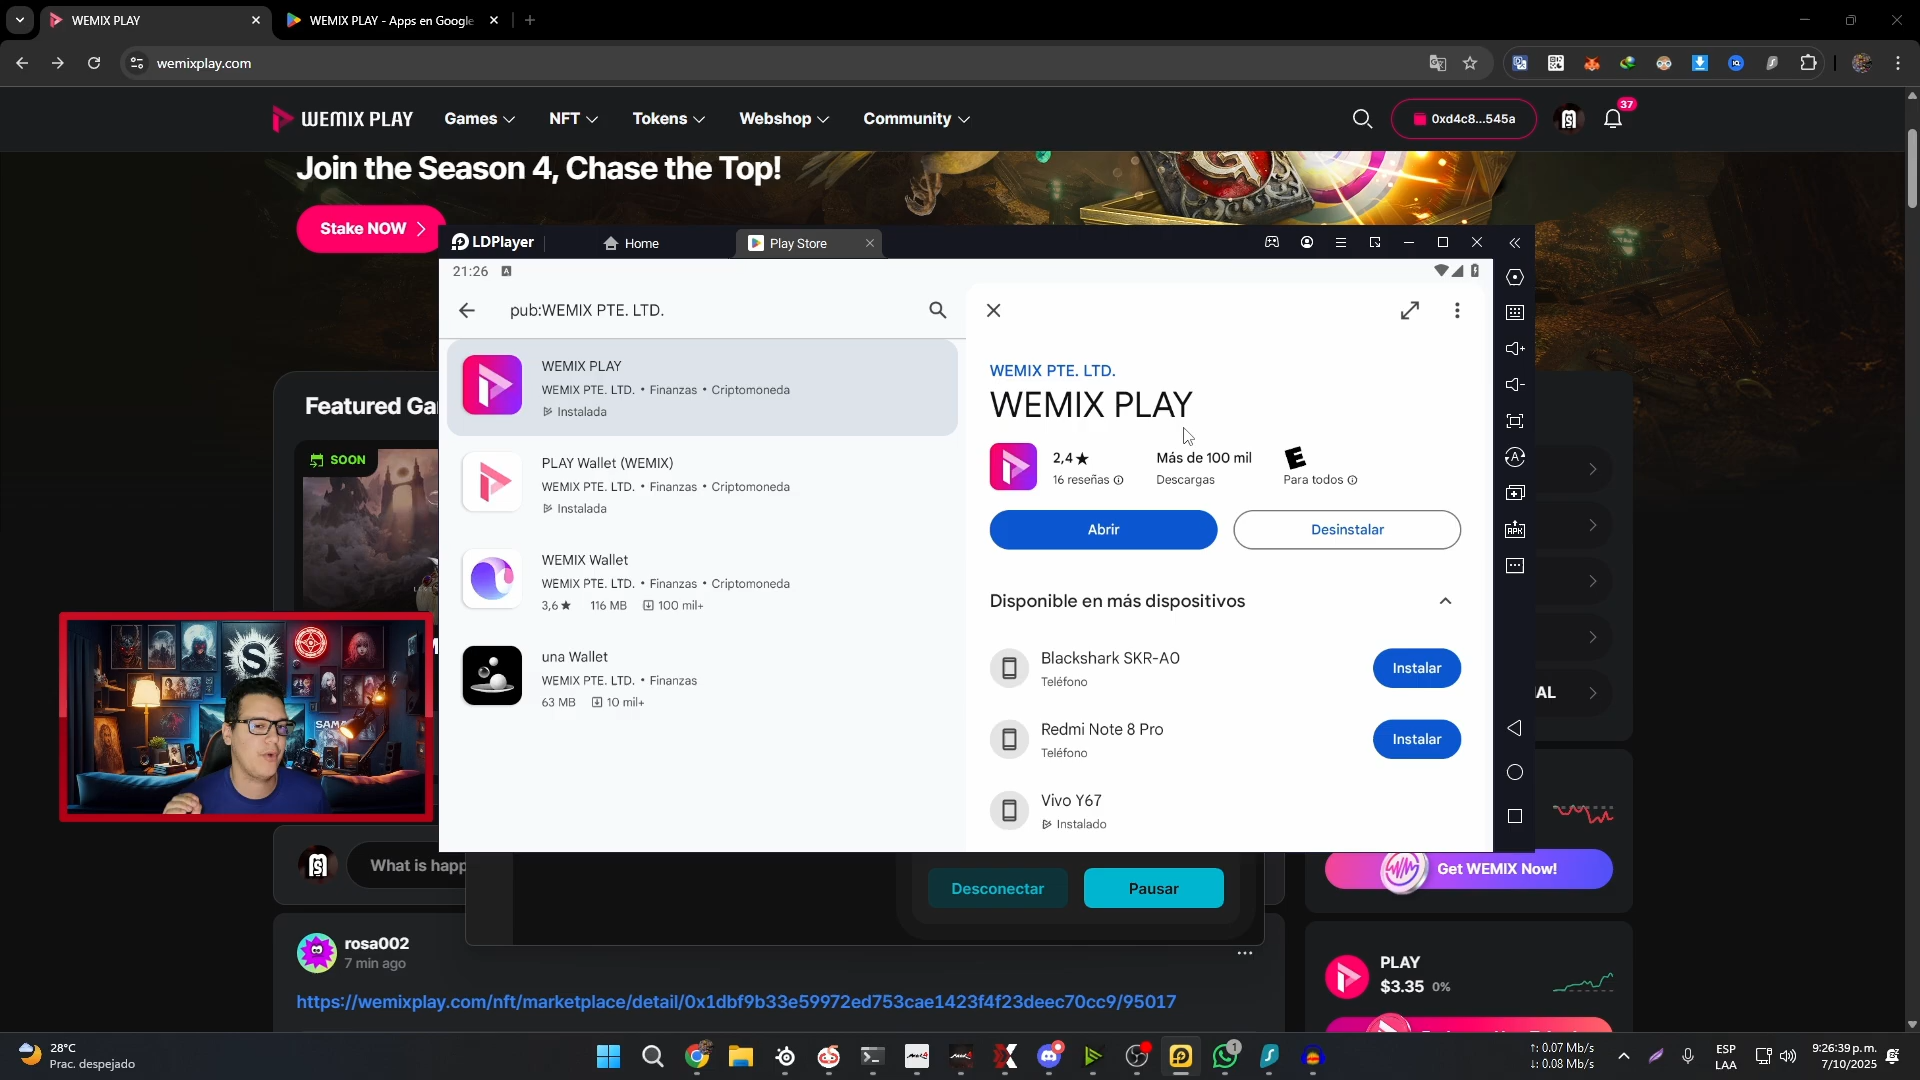 WEMIX PLAY
WEMIX PLAY - Apps en Google
wemixplay.com
WEMIX PLAY
Games
NFT
Tokens
Webshop
Community
0xd4c8...545a
37
Join the Season 4, Chase the Top!
Stake NOW
LDPlayer
Home
Play Store
21:26
pub:WEMIX PTE. LTD.
WEMIX PLAY
WEMIX PTE. LTD. • Finanzas • Criptomoneda
Instalada
PLAY Wallet (WEMIX)
WEMIX PTE. LTD. • Finanzas • Criptomoneda
Instalada
WEMIX Wallet
WEMIX PTE. LTD. • Finanzas • Criptomoneda
3,6★ 116 MB 100 mil+
una Wallet
WEMIX PTE. LTD. • Finanzas
63 MB 10 mil+
WEMIX PTE. LTD.
WEMIX PLAY
2,4★
16 reseñas
Más de 100 mil
Descargas
E
Para todos
Abrir
Desinstalar
Disponible en más dispositivos
Blackshark SKR-A0
Teléfono
Instalar
Redmi Note 8 Pro
Teléfono
Instalar
Vivo Y67
Instalado
Featured Ga
SOON
AL
What is happ
Desconectar
Pausar
Get WEMIX Now!
rosa002
7 min ago
https://wemixplay.com/nft/marketplace/detail/0x1dbf9b33e59972ed753cae1423f4f23deec70cc9/95017
PLAY
$3.35 0%
28°C
Prac. despejado
1
↑: 0.07 Mb/s
↓: 0.08 Mb/s
ESP
LAA
9:26:39 p. m.
7/10/2025